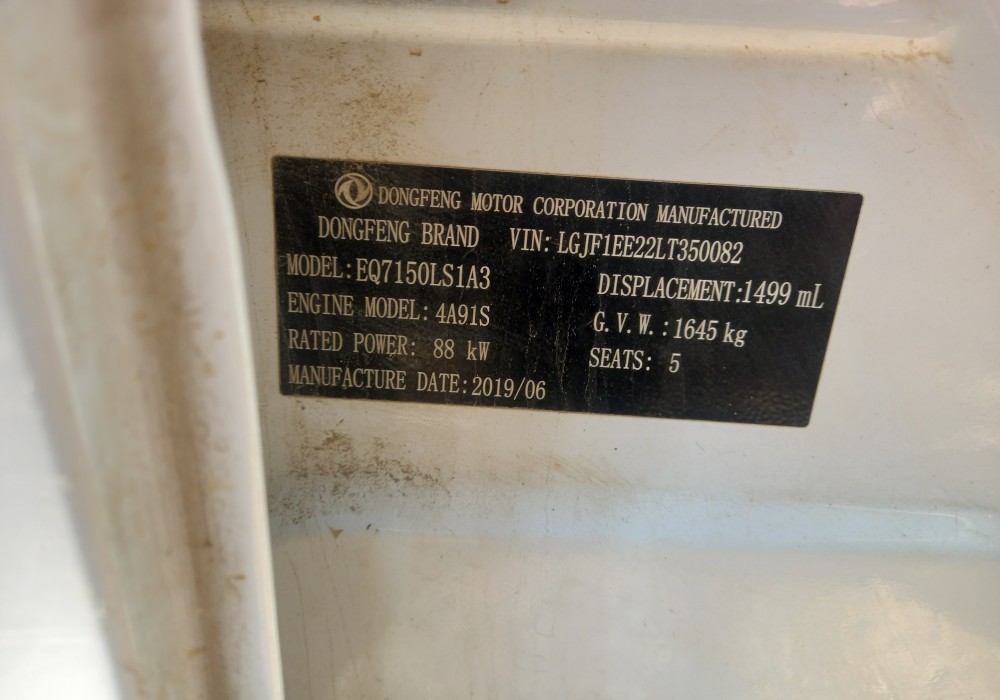 DONGFENG MOTOR CORPORATION MANUFACTURED
DONGFENG BRAND VIN: LGJF1EE22LT350082
MODEL:EQ7150LS1A3 DISPLACEMENT:1499 mL
ENGINE MODEL: 4A91S G.V.W.:1645 kg
RATED POWER: 88 kW SEATS: 5
MANUFACTURE DATE:2019/06